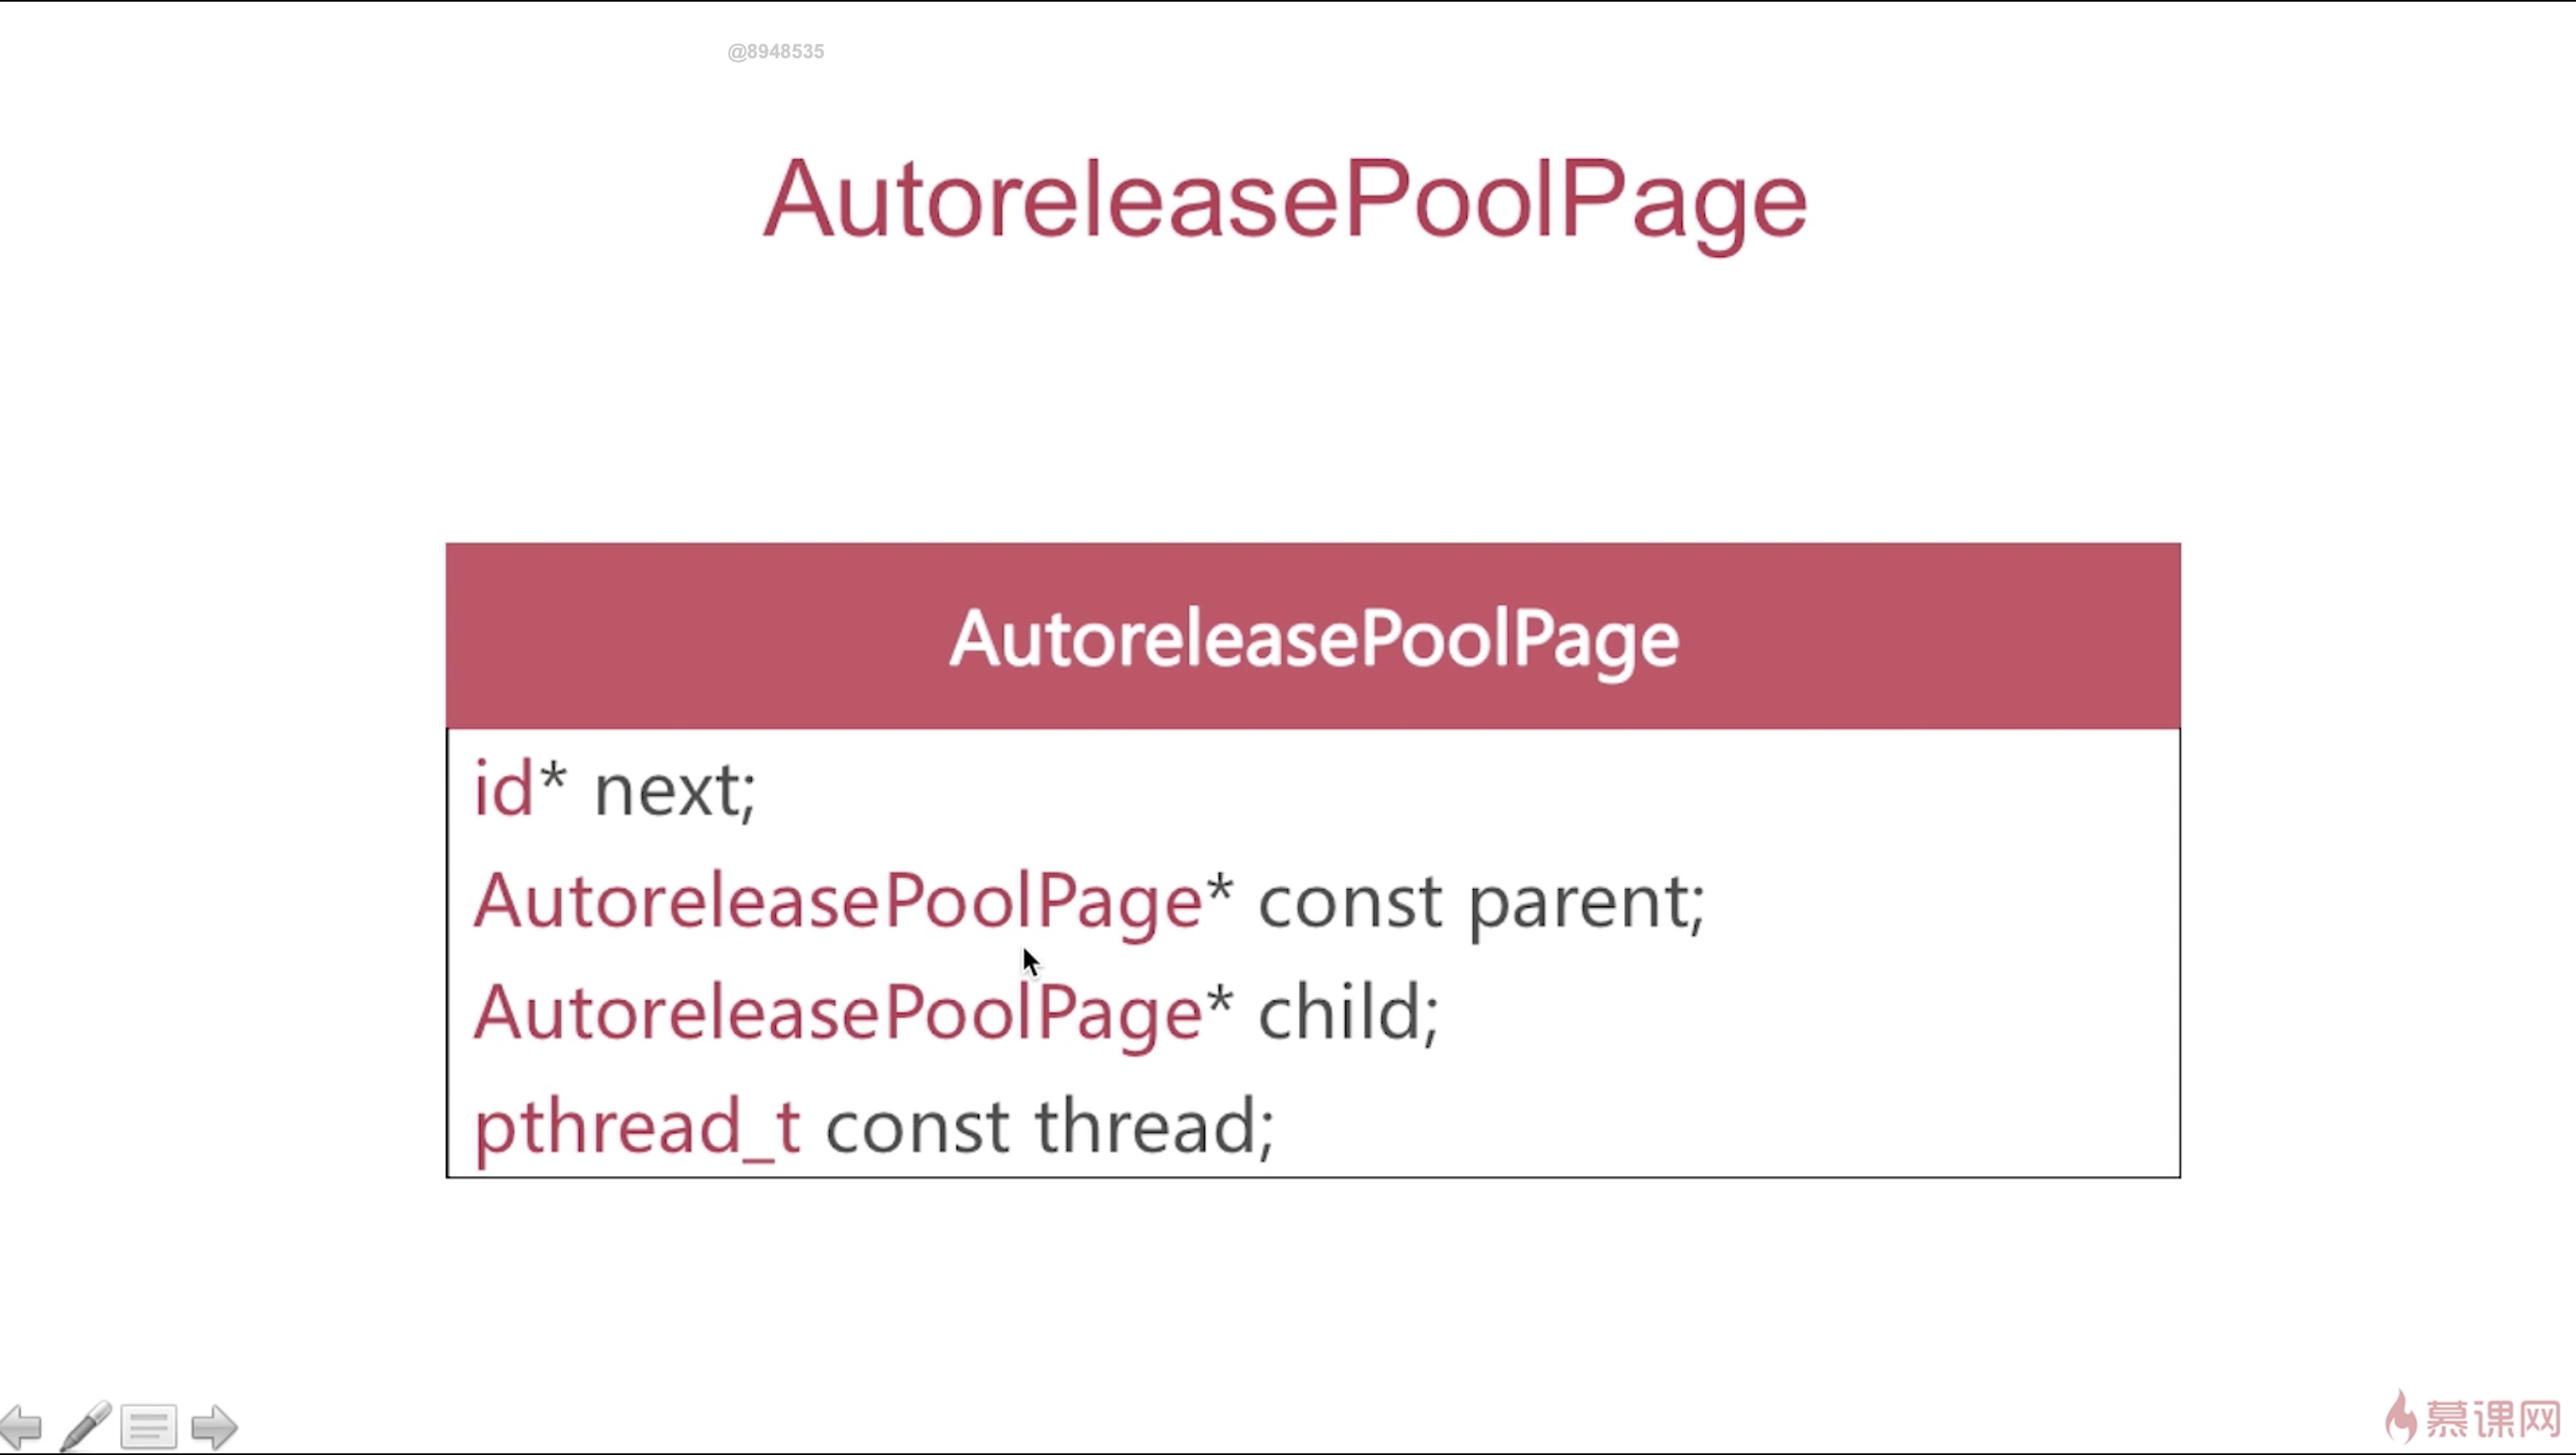 @8948535
AutoreleasePoolPage
AutoreleasePoolPage
id* next;
AutoreleasePoolPage* const parent;
AutoreleasePoolPage* child;
pthread_t const thread;
慕课网